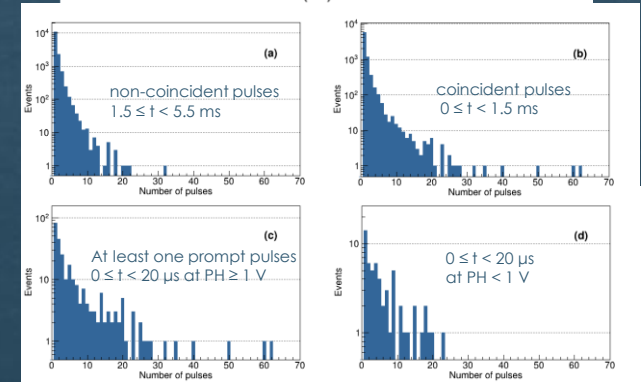 10⁴
10³
10²
10
1
Events
(a)
non-coincident pulses
1.5 ≤ t < 5.5 ms
0 10 20 30 40 50 60 70
Number of pulses
10⁴
10³
10²
10
1
Events
(b)
coincident pulses
0 ≤ t < 1.5 ms
0 10 20 30 40 50 60 70
Number of pulses
10²
10
1
Events
(c)
At least one prompt pulses
0 ≤ t < 20 µs at PH ≥ 1 V
0 10 20 30 40 50 60 70
Number of pulses
10
1
Events
(d)
0 ≤ t < 20 µs
at PH < 1 V
0 10 20 30 40 50 60 70
Number of pulses